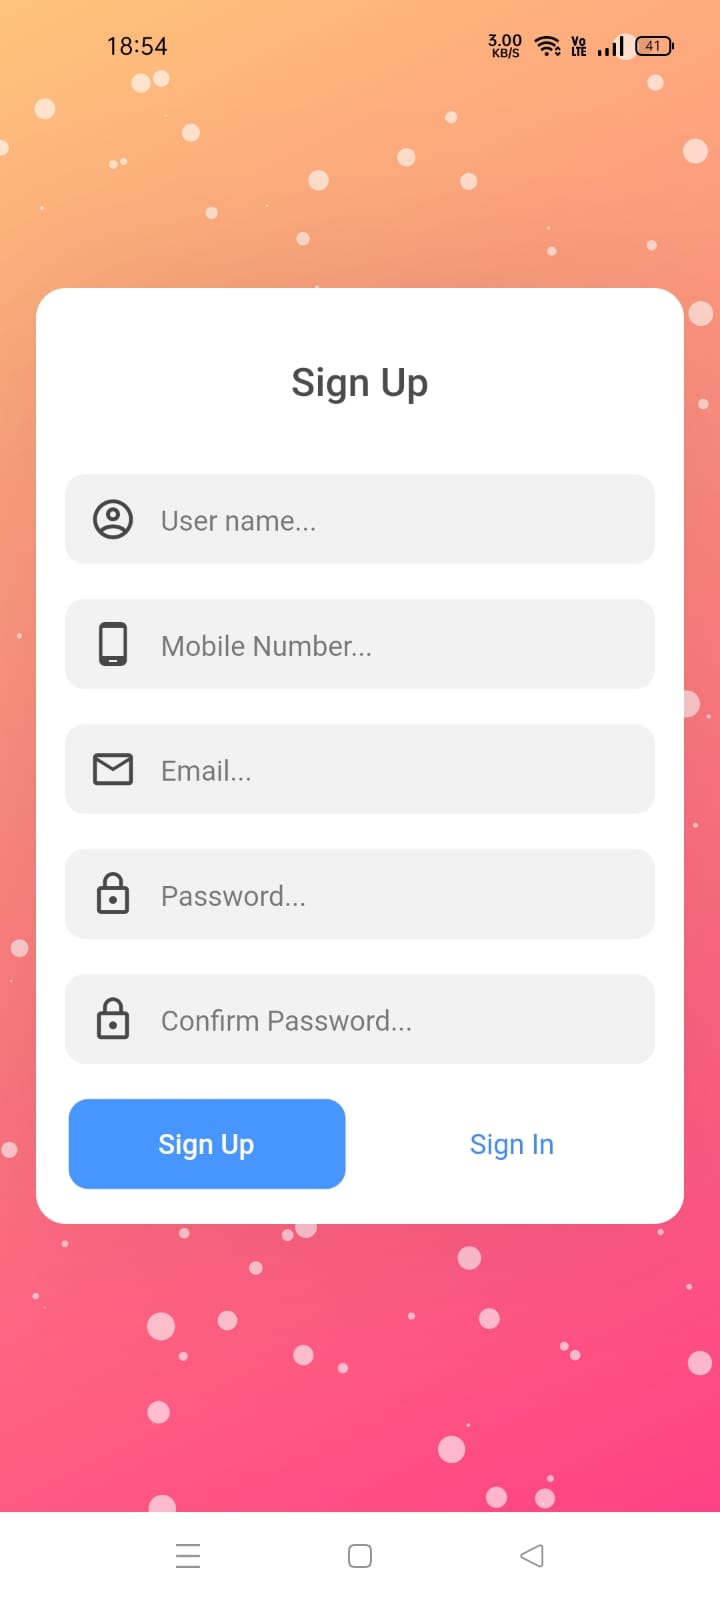 18:54
3.00
KB/S
Vo
LTE
41
Sign Up
User name...
Mobile Number...
Email...
Password...
Confirm Password...
Sign Up
Sign In